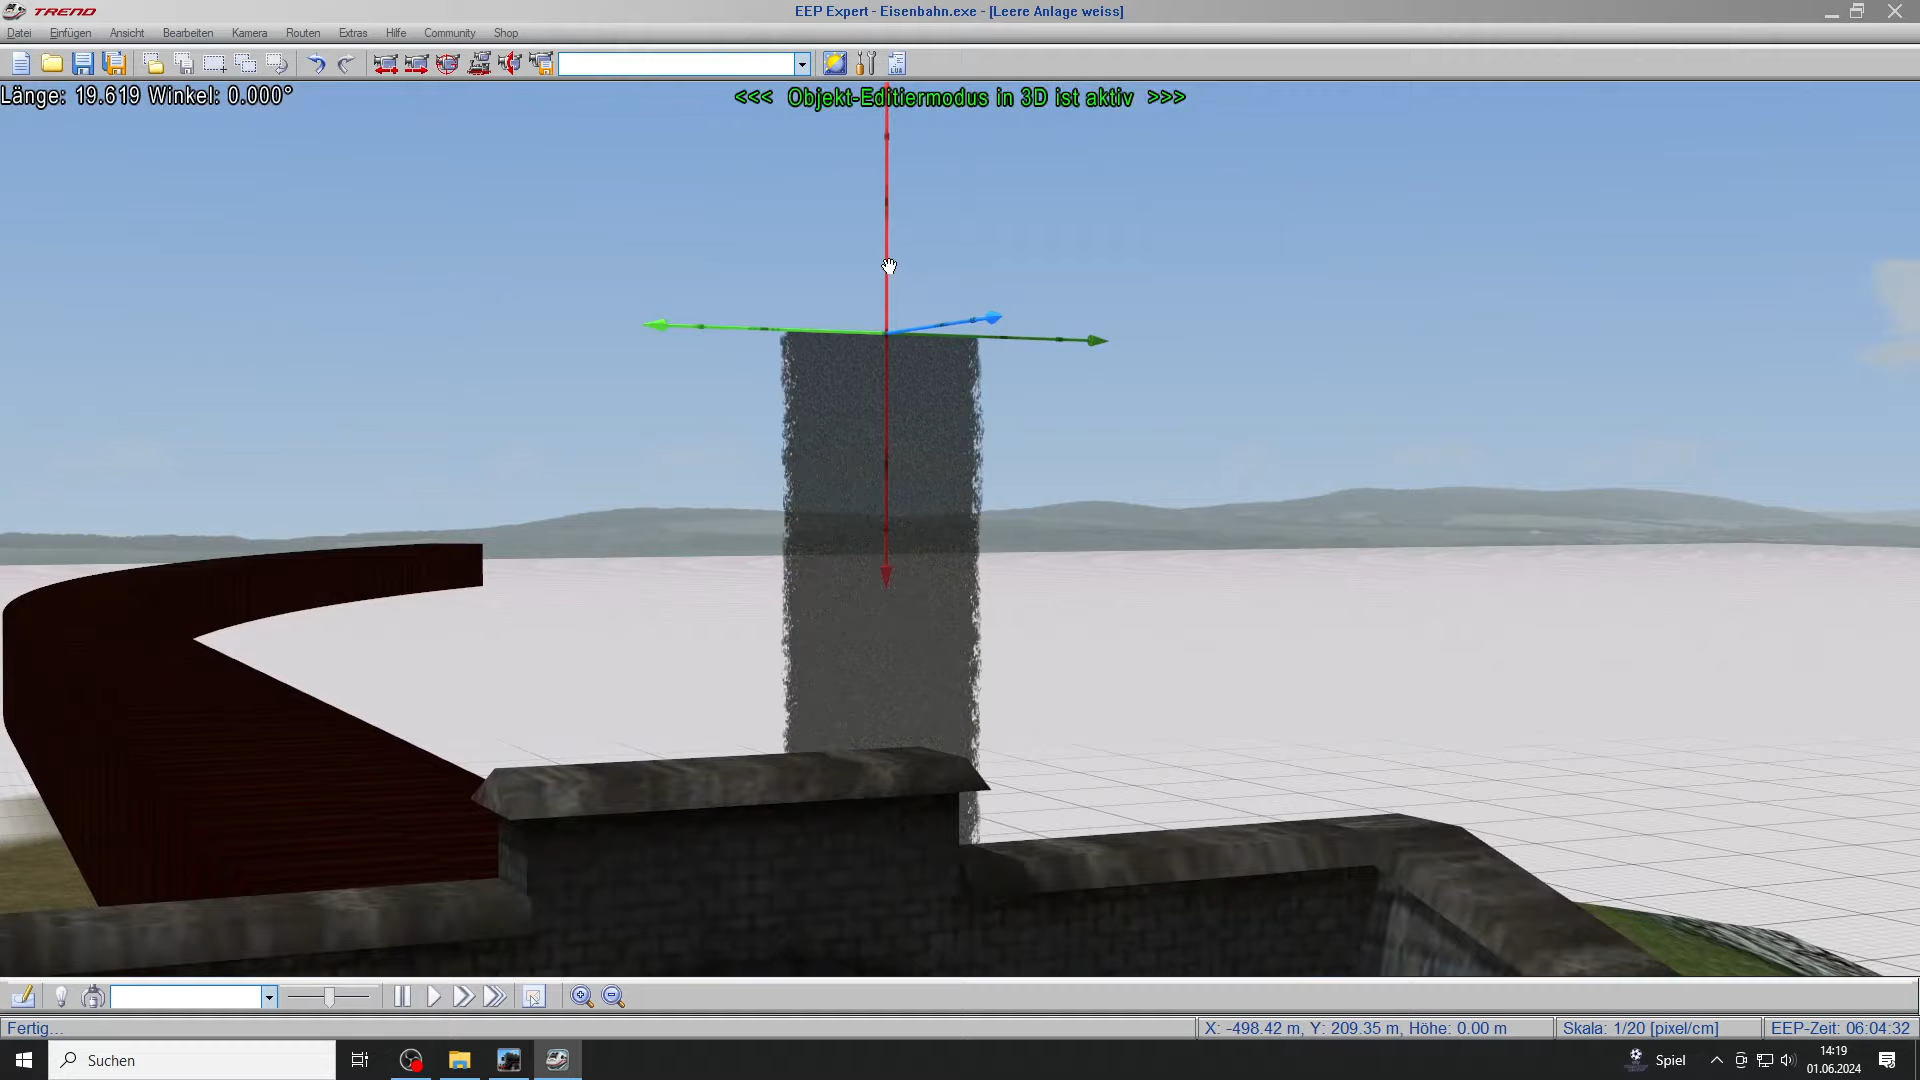 TREND
EEP Expert - Eisenbahn.exe - [Leere Anlage weiss]
Datei Einfügen Ansicht Bearbeiten Kamera Routen Extras Hilfe Community Shop
LUA
Länge: 19.619 Winkel: 0.000°
<<< Objekt-Editiermodus in 3D ist aktiv >>>
Fertig...
X: -498.42 m, Y: 209.35 m, Höhe: 0.00 m
Skala: 1/20 [pixel/cm]
EEP-Zeit: 06:04:32
Suchen
Spiel
14:19
01.06.2024